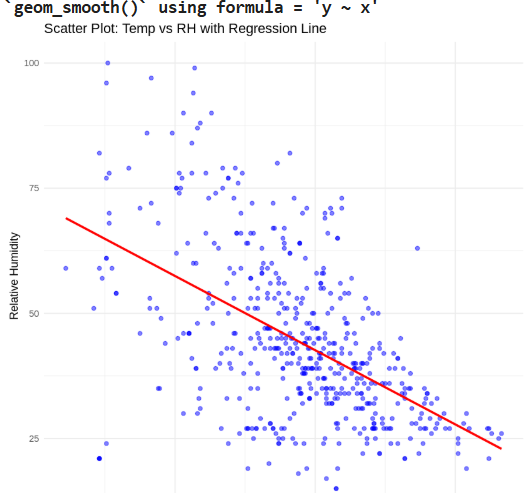 `geom_smooth()` using formula = 'y ~ x'
Scatter Plot: Temp vs RH with Regression Line
100
75
50
25
Relative Humidity